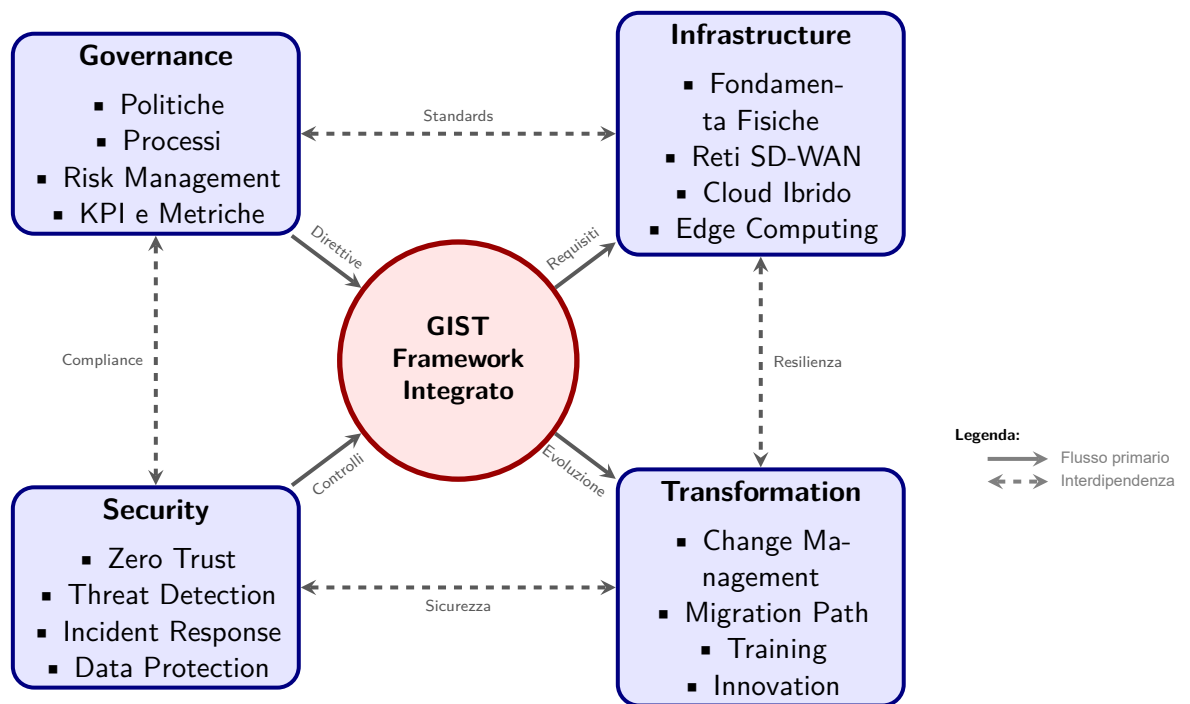 Governance
▪ Politiche
▪ Processi
▪ Risk Management
▪ KPI e Metriche
Standards
Infrastructure
▪ Fondamen-
ta Fisiche
▪ Reti SD-WAN
▪ Cloud Ibrido
▪ Edge Computing
Direttive
Requisiti
Compliance
GIST
Framework
Integrato
Resilienza
Controlli
Evoluzione
Legenda:
Flusso primario
Interdipendenza
Security
▪ Zero Trust
▪ Threat Detection
▪ Incident Response
▪ Data Protection
Sicurezza
Transformation
▪ Change Ma-
nagement
▪ Migration Path
▪ Training
▪ Innovation